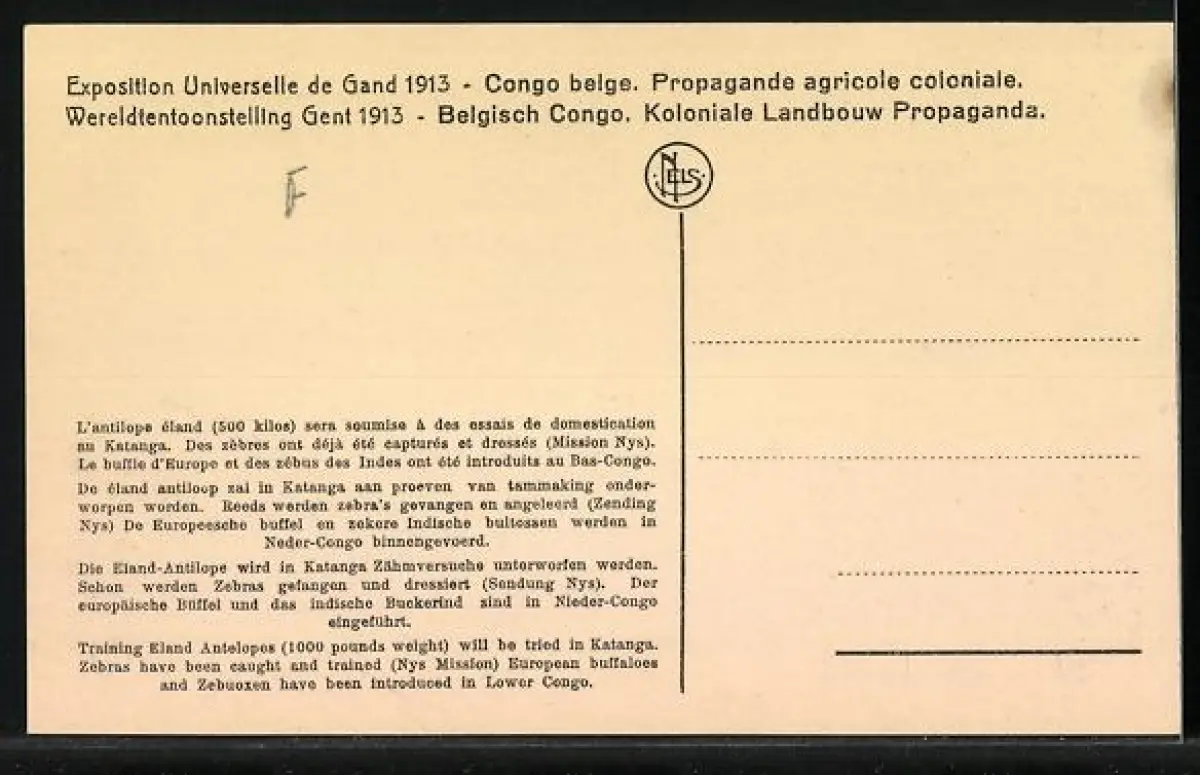 Exposition Universelle de Gand 1913 - Congo belge. Propagande agricole coloniale.
Wereldtentoonstelling Gent 1913 - Belgisch Congo. Koloniale Landbouw Propaganda.
F
NELS
L'antilope éland (500 kilos) sera soumise à des essais de domestication
au Katanga. Des zèbres ont déjà été capturés et dressés (Mission Nys).
Le buffle d'Europe et des zébus des Indes ont été introduits au Bas-Congo.
De éland antiloop zal in Katanga aan proeven van tammaking onder-
worpen worden. Reeds werden zebra's gevangen en angeleerd (Zending
Nys) De Europeesche buffel en zekere Indische bultossen werden in
Neder-Congo binnengevoerd.
Die Eland-Antilope wird in Katanga Zähmversuche unterworfen werden.
Schon werden Zebras gefangen und dressiert (Sendung Nys). Der
europäische Büffel und das indische Buckerind sind in Nieder-Congo
eingeführt.
Training Eland Antelopes (1000 pounds weight) will be tried in Katanga.
Zebras have been caught and trained (Nys Mission) European buffaloes
and Zebuoxen have been introduced in Lower Congo.